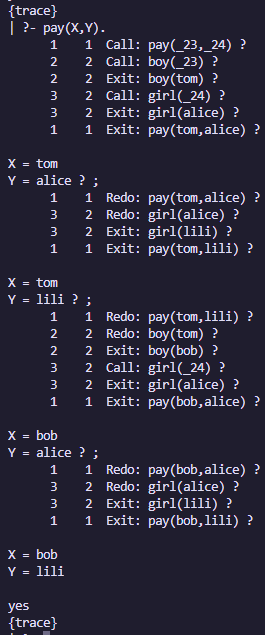 {trace}
| ?- pay(X,Y).
1 1 Call: pay(_23,_24) ?
2 2 Call: boy(_23) ?
2 2 Exit: boy(tom) ?
3 2 Call: girl(_24) ?
3 2 Exit: girl(alice) ?
1 1 Exit: pay(tom,alice) ?
X = tom
Y = alice ? ;
1 1 Redo: pay(tom,alice) ?
3 2 Redo: girl(alice) ?
3 2 Exit: girl(lili) ?
1 1 Exit: pay(tom,lili) ?
X = tom
Y = lili ? ;
1 1 Redo: pay(tom,lili) ?
2 2 Redo: boy(tom) ?
2 2 Exit: boy(bob) ?
3 2 Call: girl(_24) ?
3 2 Exit: girl(alice) ?
1 1 Exit: pay(bob,alice) ?
X = bob
Y = alice ? ;
1 1 Redo: pay(bob,alice) ?
3 2 Redo: girl(alice) ?
3 2 Exit: girl(lili) ?
1 1 Exit: pay(bob,lili) ?
X = bob
Y = lili
yes
{trace}